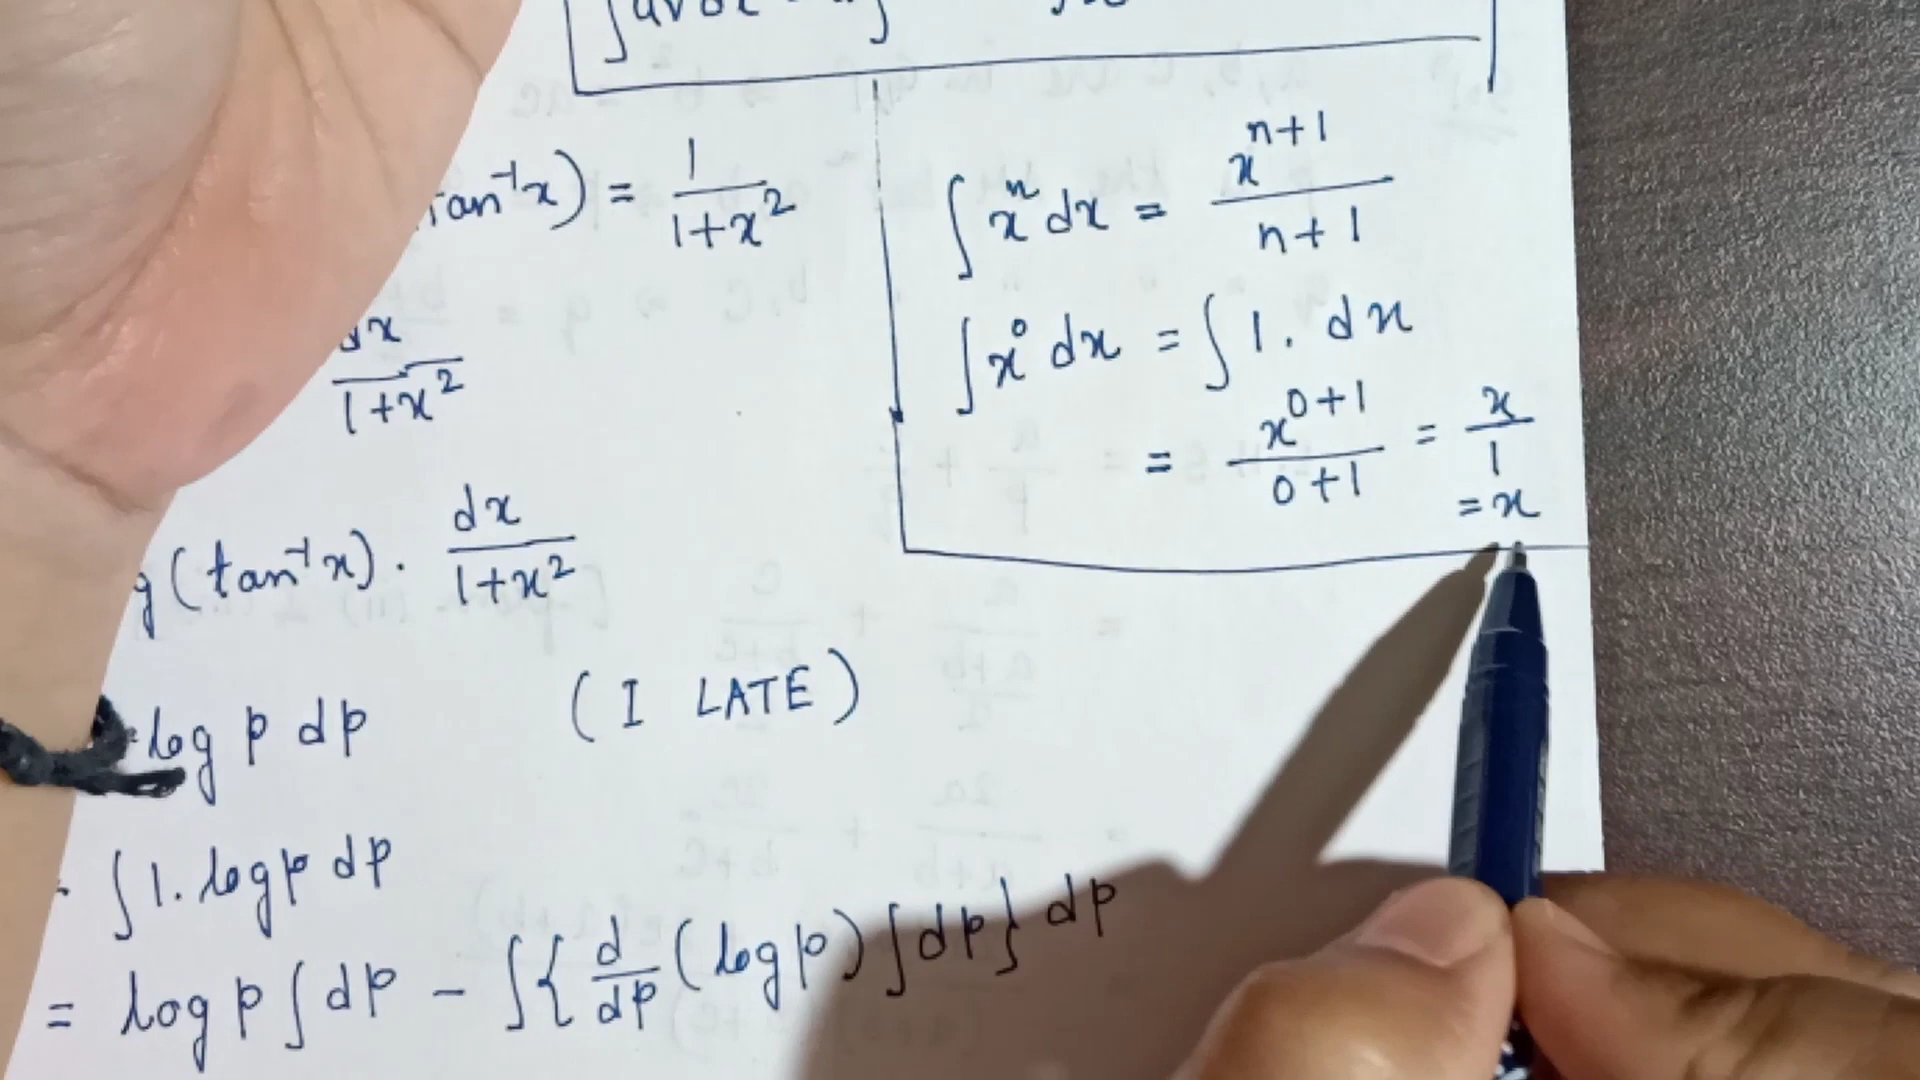 ∫uv dx
tan⁻¹x) = 1/(1+x²)
dx/(1+x²)
g(tan⁻¹x) · dx/(1+x²)
log p dp (I LATE)
∫1. log p dp
= log p ∫dp − ∫{d/dp (log p) ∫dp} dp
∫xⁿ dx = xⁿ⁺¹/(n+1)
∫x⁰ dx = ∫1. dx
= x⁰⁺¹/(0+1) = x/1
= x